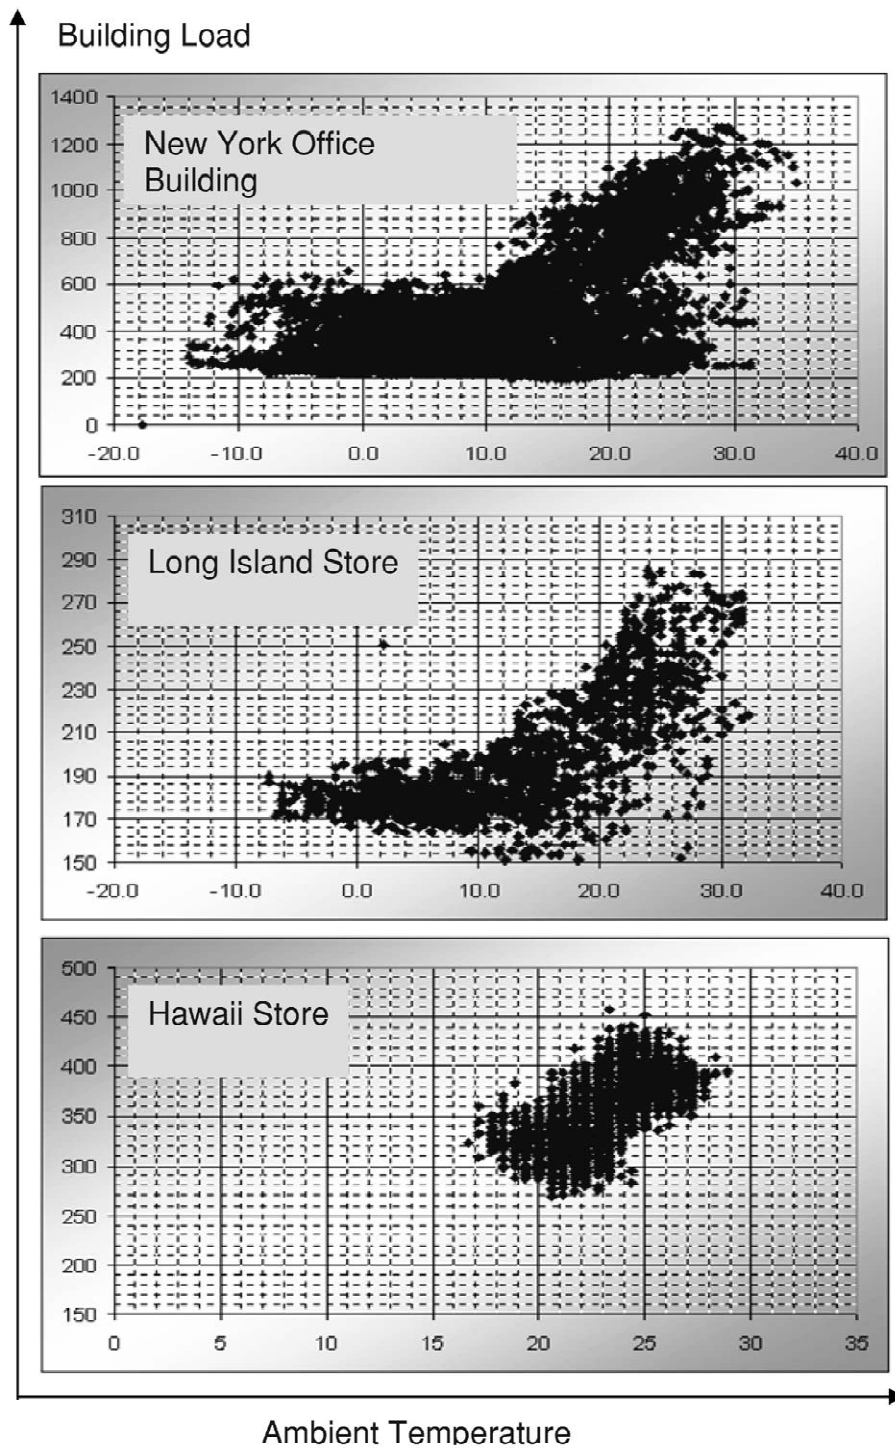 Building Load
1400
1200
1000
800
600
400
200
0
New York Office
Building
-20.0 -10.0 0.0 10.0 20.0 30.0 40.0
310
290
270
250
230
210
190
170
150
Long Island Store
-20.0 -10.0 0.0 10.0 20.0 30.0 40.0
500
450
400
350
300
250
200
150
Hawaii Store
0 5 10 15 20 25 30 35
Ambient Temperature